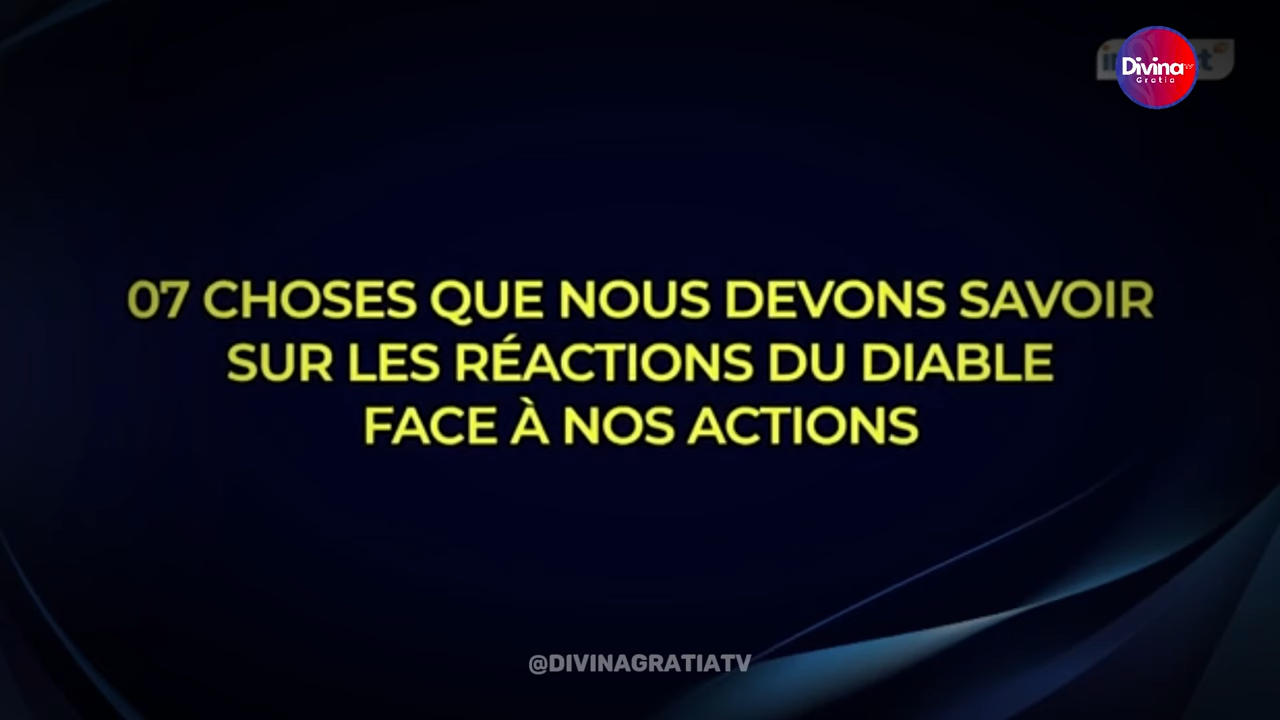 Divina
Gratia
07 CHOSES QUE NOUS DEVONS SAVOIR
SUR LES RÉACTIONS DU DIABLE
FACE À NOS ACTIONS
@DIVINAGRATIATV